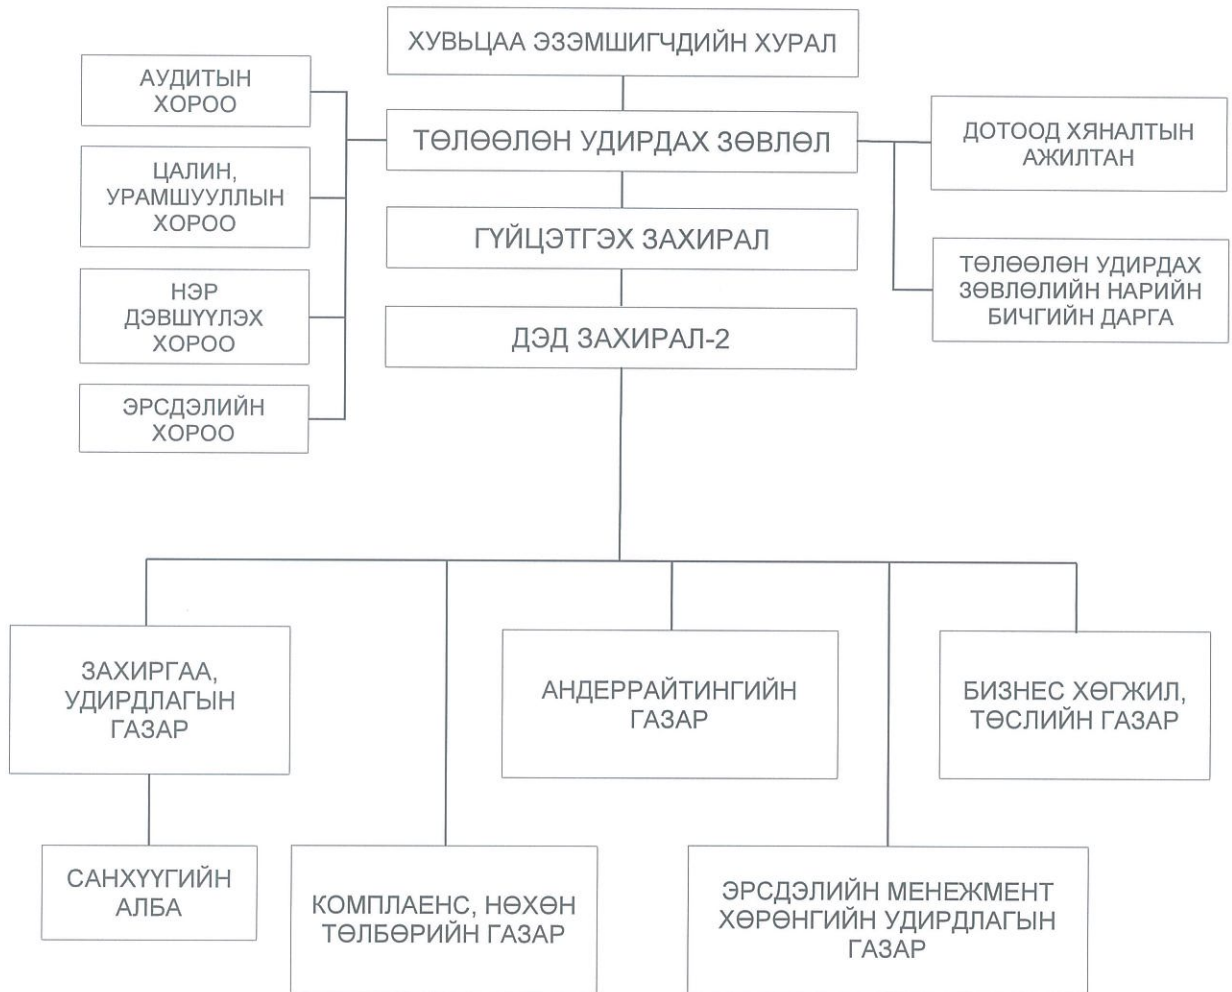 ХУВЬЦАА ЭЗЭМШИГЧДИЙН ХУРАЛ
АУДИТЫН
ХОРОО
ТӨЛӨӨЛӨН УДИРДАХ ЗӨВЛӨЛ
ДОТООД ХЯНАЛТЫН
АЖИЛТАН
ЦАЛИН,
УРАМШУУЛЛЫН
ХОРОО
ГҮЙЦЭТГЭХ ЗАХИРАЛ
ТӨЛӨӨЛӨН УДИРДАХ
ЗӨВЛӨЛИЙН НАРИЙН
БИЧГИЙН ДАРГА
НЭР
ДЭВШҮҮЛЭХ
ХОРОО
ДЭД ЗАХИРАЛ-2
ЭРСДЭЛИЙН
ХОРОО
ЗАХИРГАА,
УДИРДЛАГЫН
ГАЗАР
АНДЕРРАЙТИНГИЙН
ГАЗАР
БИЗНЕС ХӨГЖИЛ,
ТӨСЛИЙН ГАЗАР
САНХҮҮГИЙН
АЛБА
КОМПЛАЕНС, НӨХӨН
ТӨЛБӨРИЙН ГАЗАР
ЭРСДЭЛИЙН МЕНЕЖМЕНТ
ХӨРӨНГИЙН УДИРДЛАГЫН
ГАЗАР